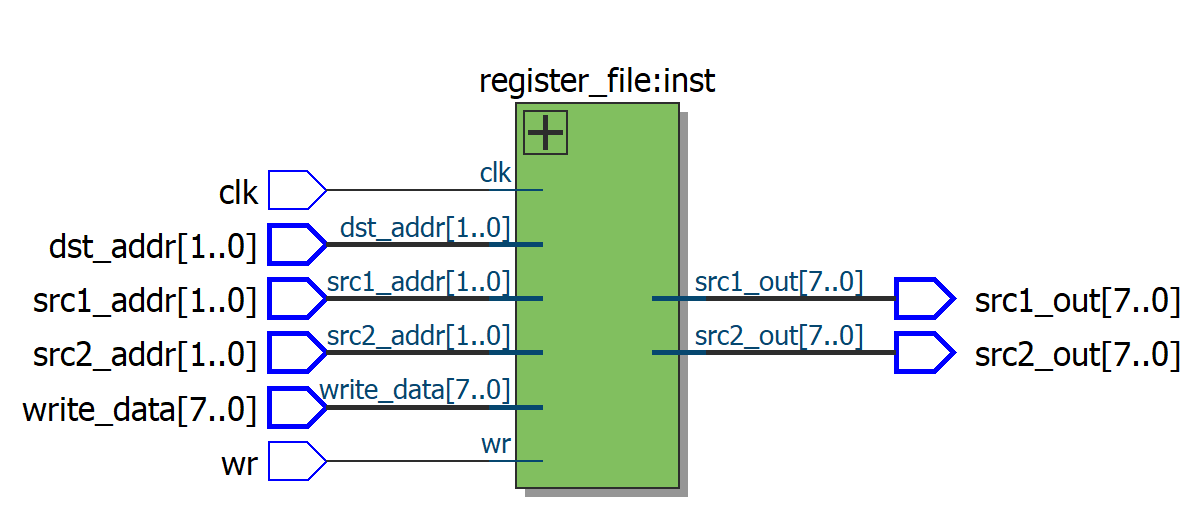 register_file:inst
clk
clk
dst_addr[1..0]
dst_addr[1..0]
src1_addr[1..0]
src1_addr[1..0]
src1_out[7..0]
src1_out[7..0]
src2_addr[1..0]
src2_addr[1..0]
src2_out[7..0]
src2_out[7..0]
write_data[7..0]
write_data[7..0]
wr
wr